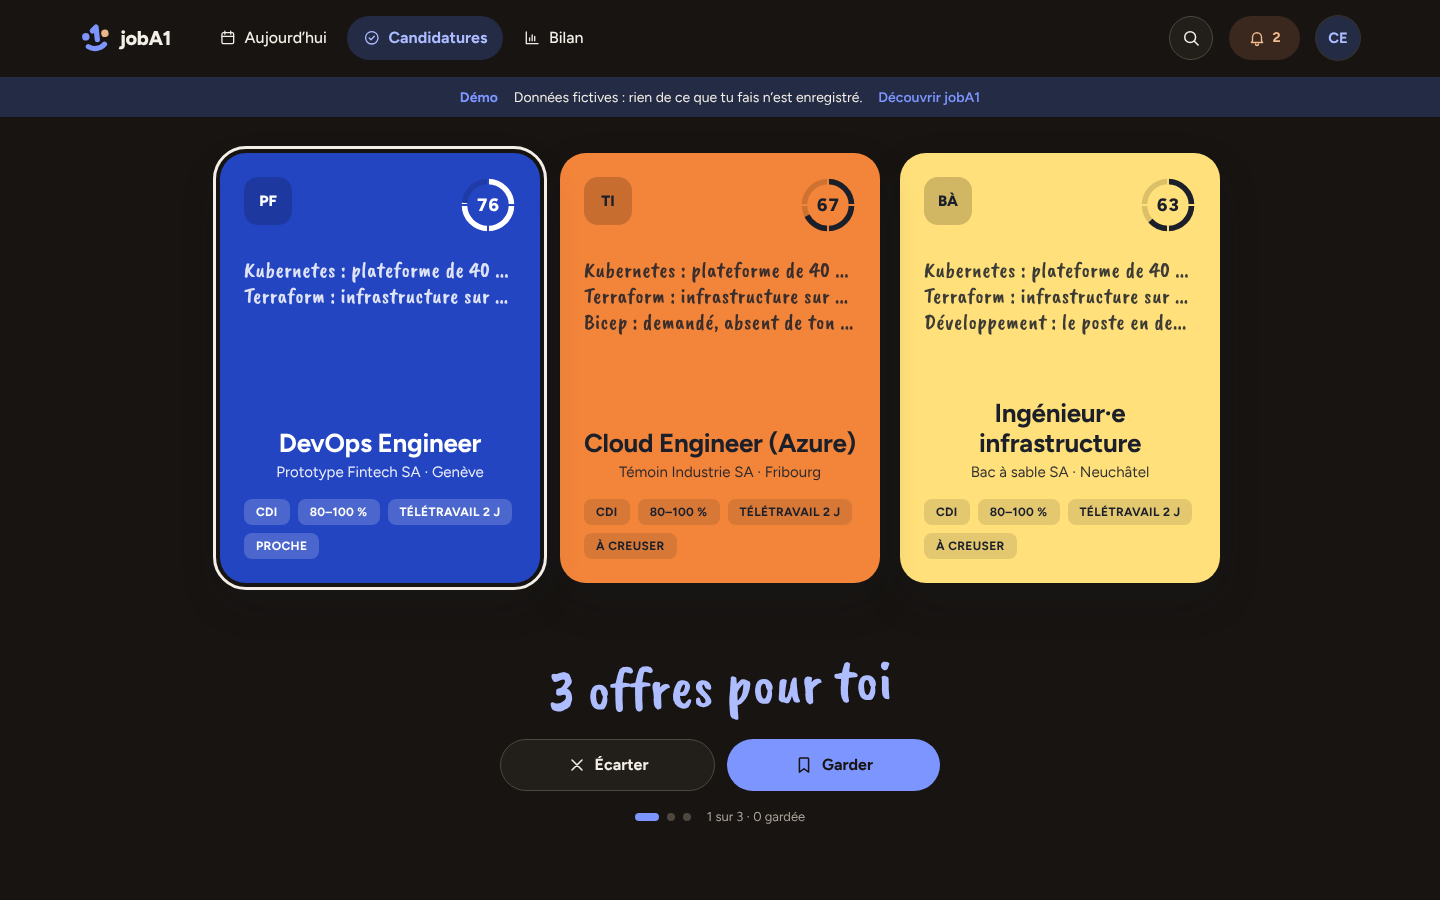 jobA1
Aujourd’hui
Candidatures
Bilan
2
CE
Démo Données fictives : rien de ce que tu fais n’est enregistré. Découvrir jobA1
PF
76
Kubernetes : plateforme de 40 ...
Terraform : infrastructure sur ...
DevOps Engineer
Prototype Fintech SA · Genève
CDI
80–100 %
TÉLÉTRAVAIL 2 J
PROCHE
TI
67
Kubernetes : plateforme de 40 ...
Terraform : infrastructure sur ...
Bicep : demandé, absent de ton ...
Cloud Engineer (Azure)
Témoin Industrie SA · Fribourg
CDI
80–100 %
TÉLÉTRAVAIL 2 J
À CREUSER
BÀ
63
Kubernetes : plateforme de 40 ...
Terraform : infrastructure sur ...
Développement : le poste en de...
Ingénieur·e
infrastructure
Bac à sable SA · Neuchâtel
CDI
80–100 %
TÉLÉTRAVAIL 2 J
À CREUSER
3 offres pour toi
Écarter
Garder
1 sur 3 · 0 gardée